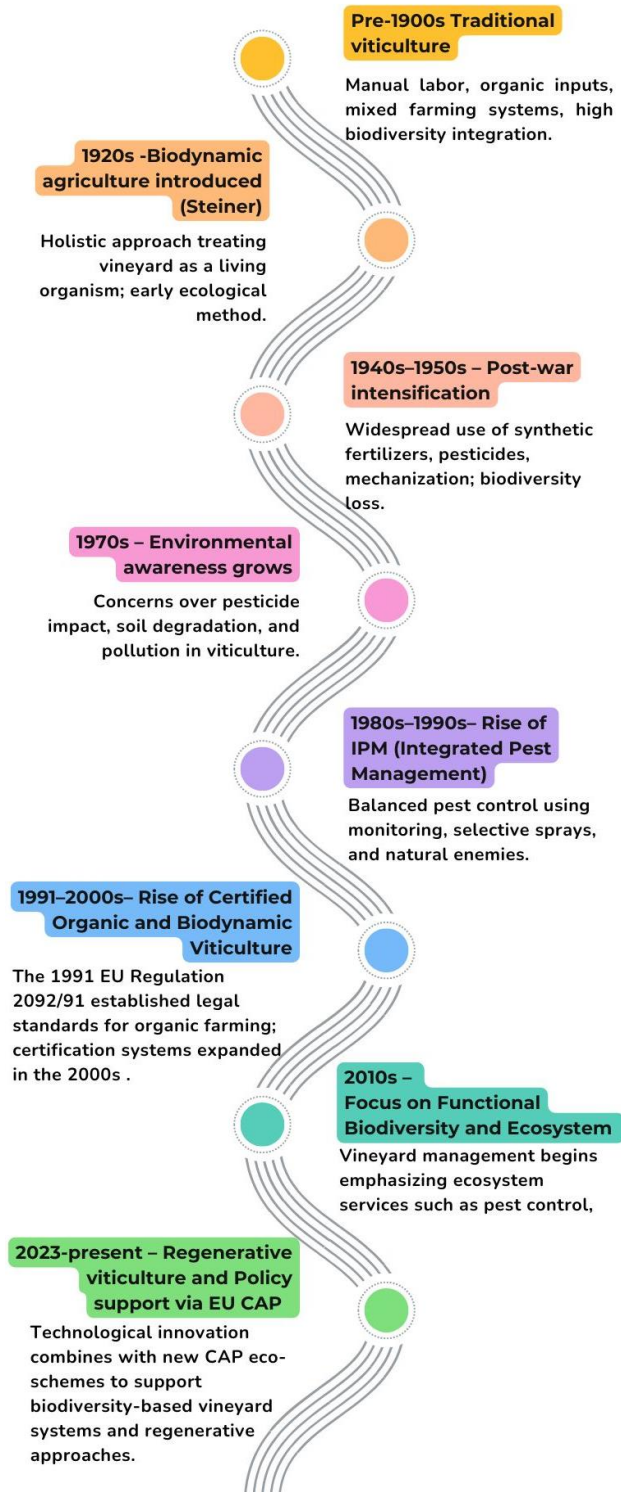 Pre-1900s Traditional
viticulture
Manual labor, organic inputs,
mixed farming systems, high
biodiversity integration.
1920s -Biodynamic
agriculture introduced
(Steiner)
Holistic approach treating
vineyard as a living
organism; early ecological
method.
1940s–1950s – Post-war
intensification
Widespread use of synthetic
fertilizers, pesticides,
mechanization; biodiversity
loss.
1970s – Environmental
awareness grows
Concerns over pesticide
impact, soil degradation, and
pollution in viticulture.
1980s–1990s– Rise of
IPM (Integrated Pest
Management)
Balanced pest control using
monitoring, selective sprays,
and natural enemies.
1991–2000s– Rise of Certified
Organic and Biodynamic
Viticulture
The 1991 EU Regulation
2092/91 established legal
standards for organic farming;
certification systems expanded
in the 2000s .
2010s –
Focus on Functional
Biodiversity and Ecosystem
Vineyard management begins
emphasizing ecosystem
services such as pest control,
2023-present – Regenerative
viticulture and Policy
support via EU CAP
Technological innovation
combines with new CAP eco-
schemes to support
biodiversity-based vineyard
systems and regenerative
approaches.